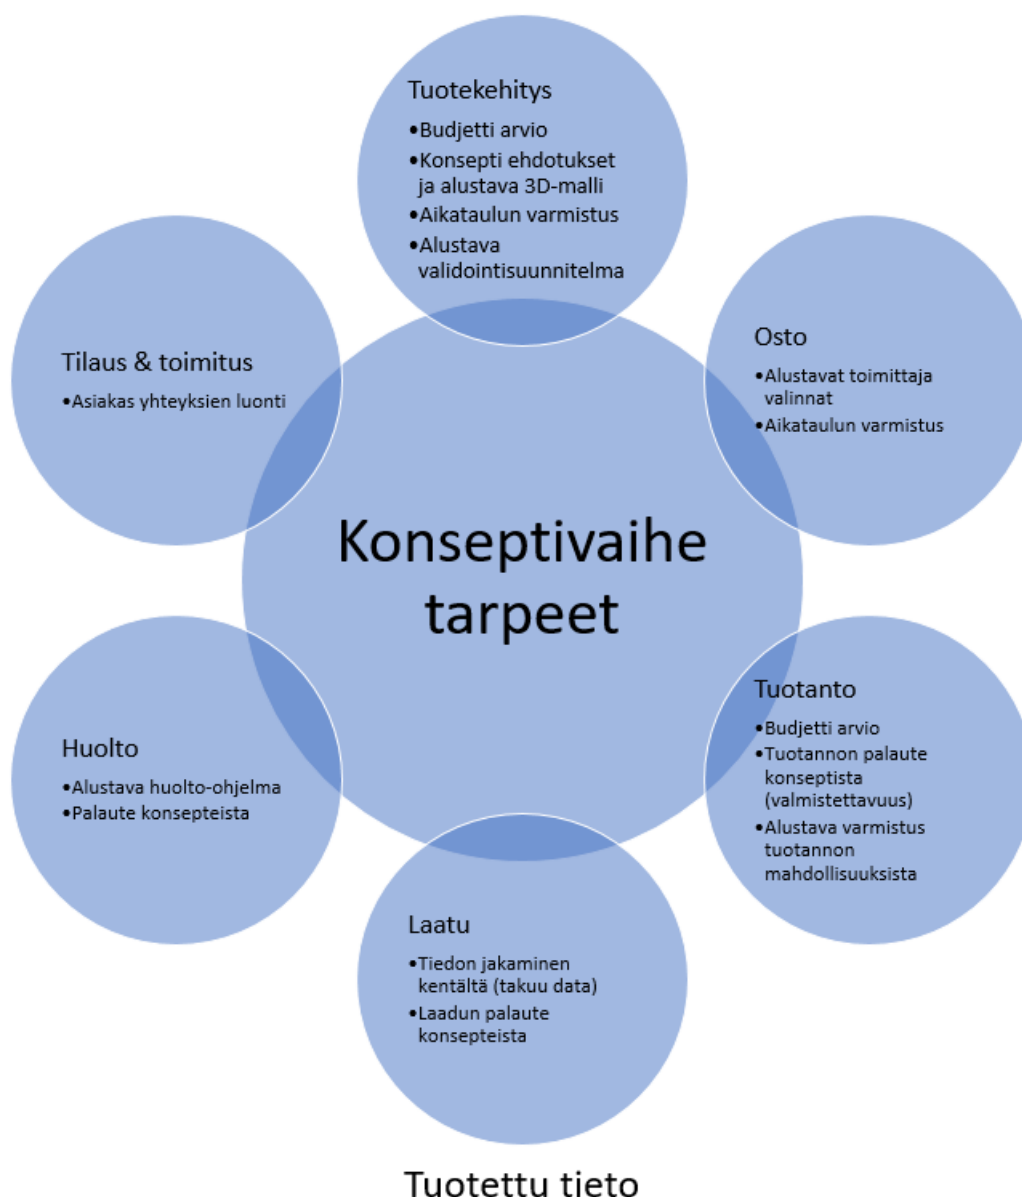 Tuotekehitys
•Budjetti arvio
•Konsepti ehdotukset
ja alustava 3D-malli
•Aikataulun varmistus
•Alustava
validointisuunnitelma
Osto
•Alustavat toimittaja
valinnat
•Aikataulun varmistus
Tuotanto
•Budjetti arvio
•Tuotannon palaute
konseptista
(valmistettavuus)
•Alustava varmistus
tuotannon
mahdollisuuksista
Laatu
•Tiedon jakaminen
kentältä (takuu data)
•Laadun palaute
konsepteista
Huolto
•Alustava huolto-ohjelma
•Palaute konsepteista
Tilaus & toimitus
•Asiakas yhteyksien luonti
Konseptivaihe
tarpeet
Tuotettu tieto